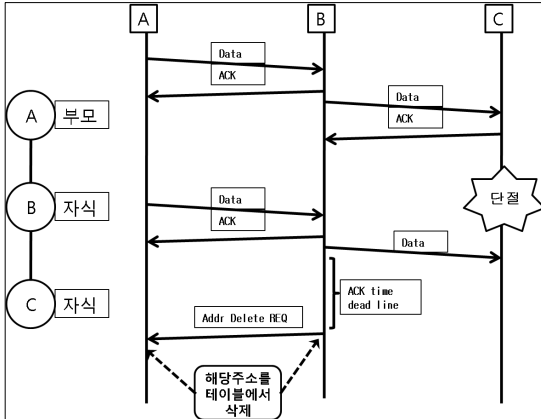 A
B
C
Data
ACK
Data
ACK
A
부모
B
자식
C
자식
단절
Data
ACK
Data
ACK time
dead line
Addr Delete REQ
해당주소를
테이블에서
삭제